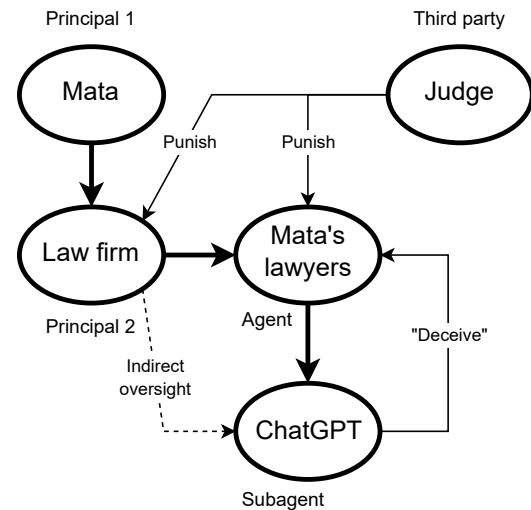 Principal 1
Third party
Mata
Judge
Punish
Punish
Law firm
Mata's
lawyers
Principal 2
Agent
"Deceive"
Indirect
oversight
ChatGPT
Subagent